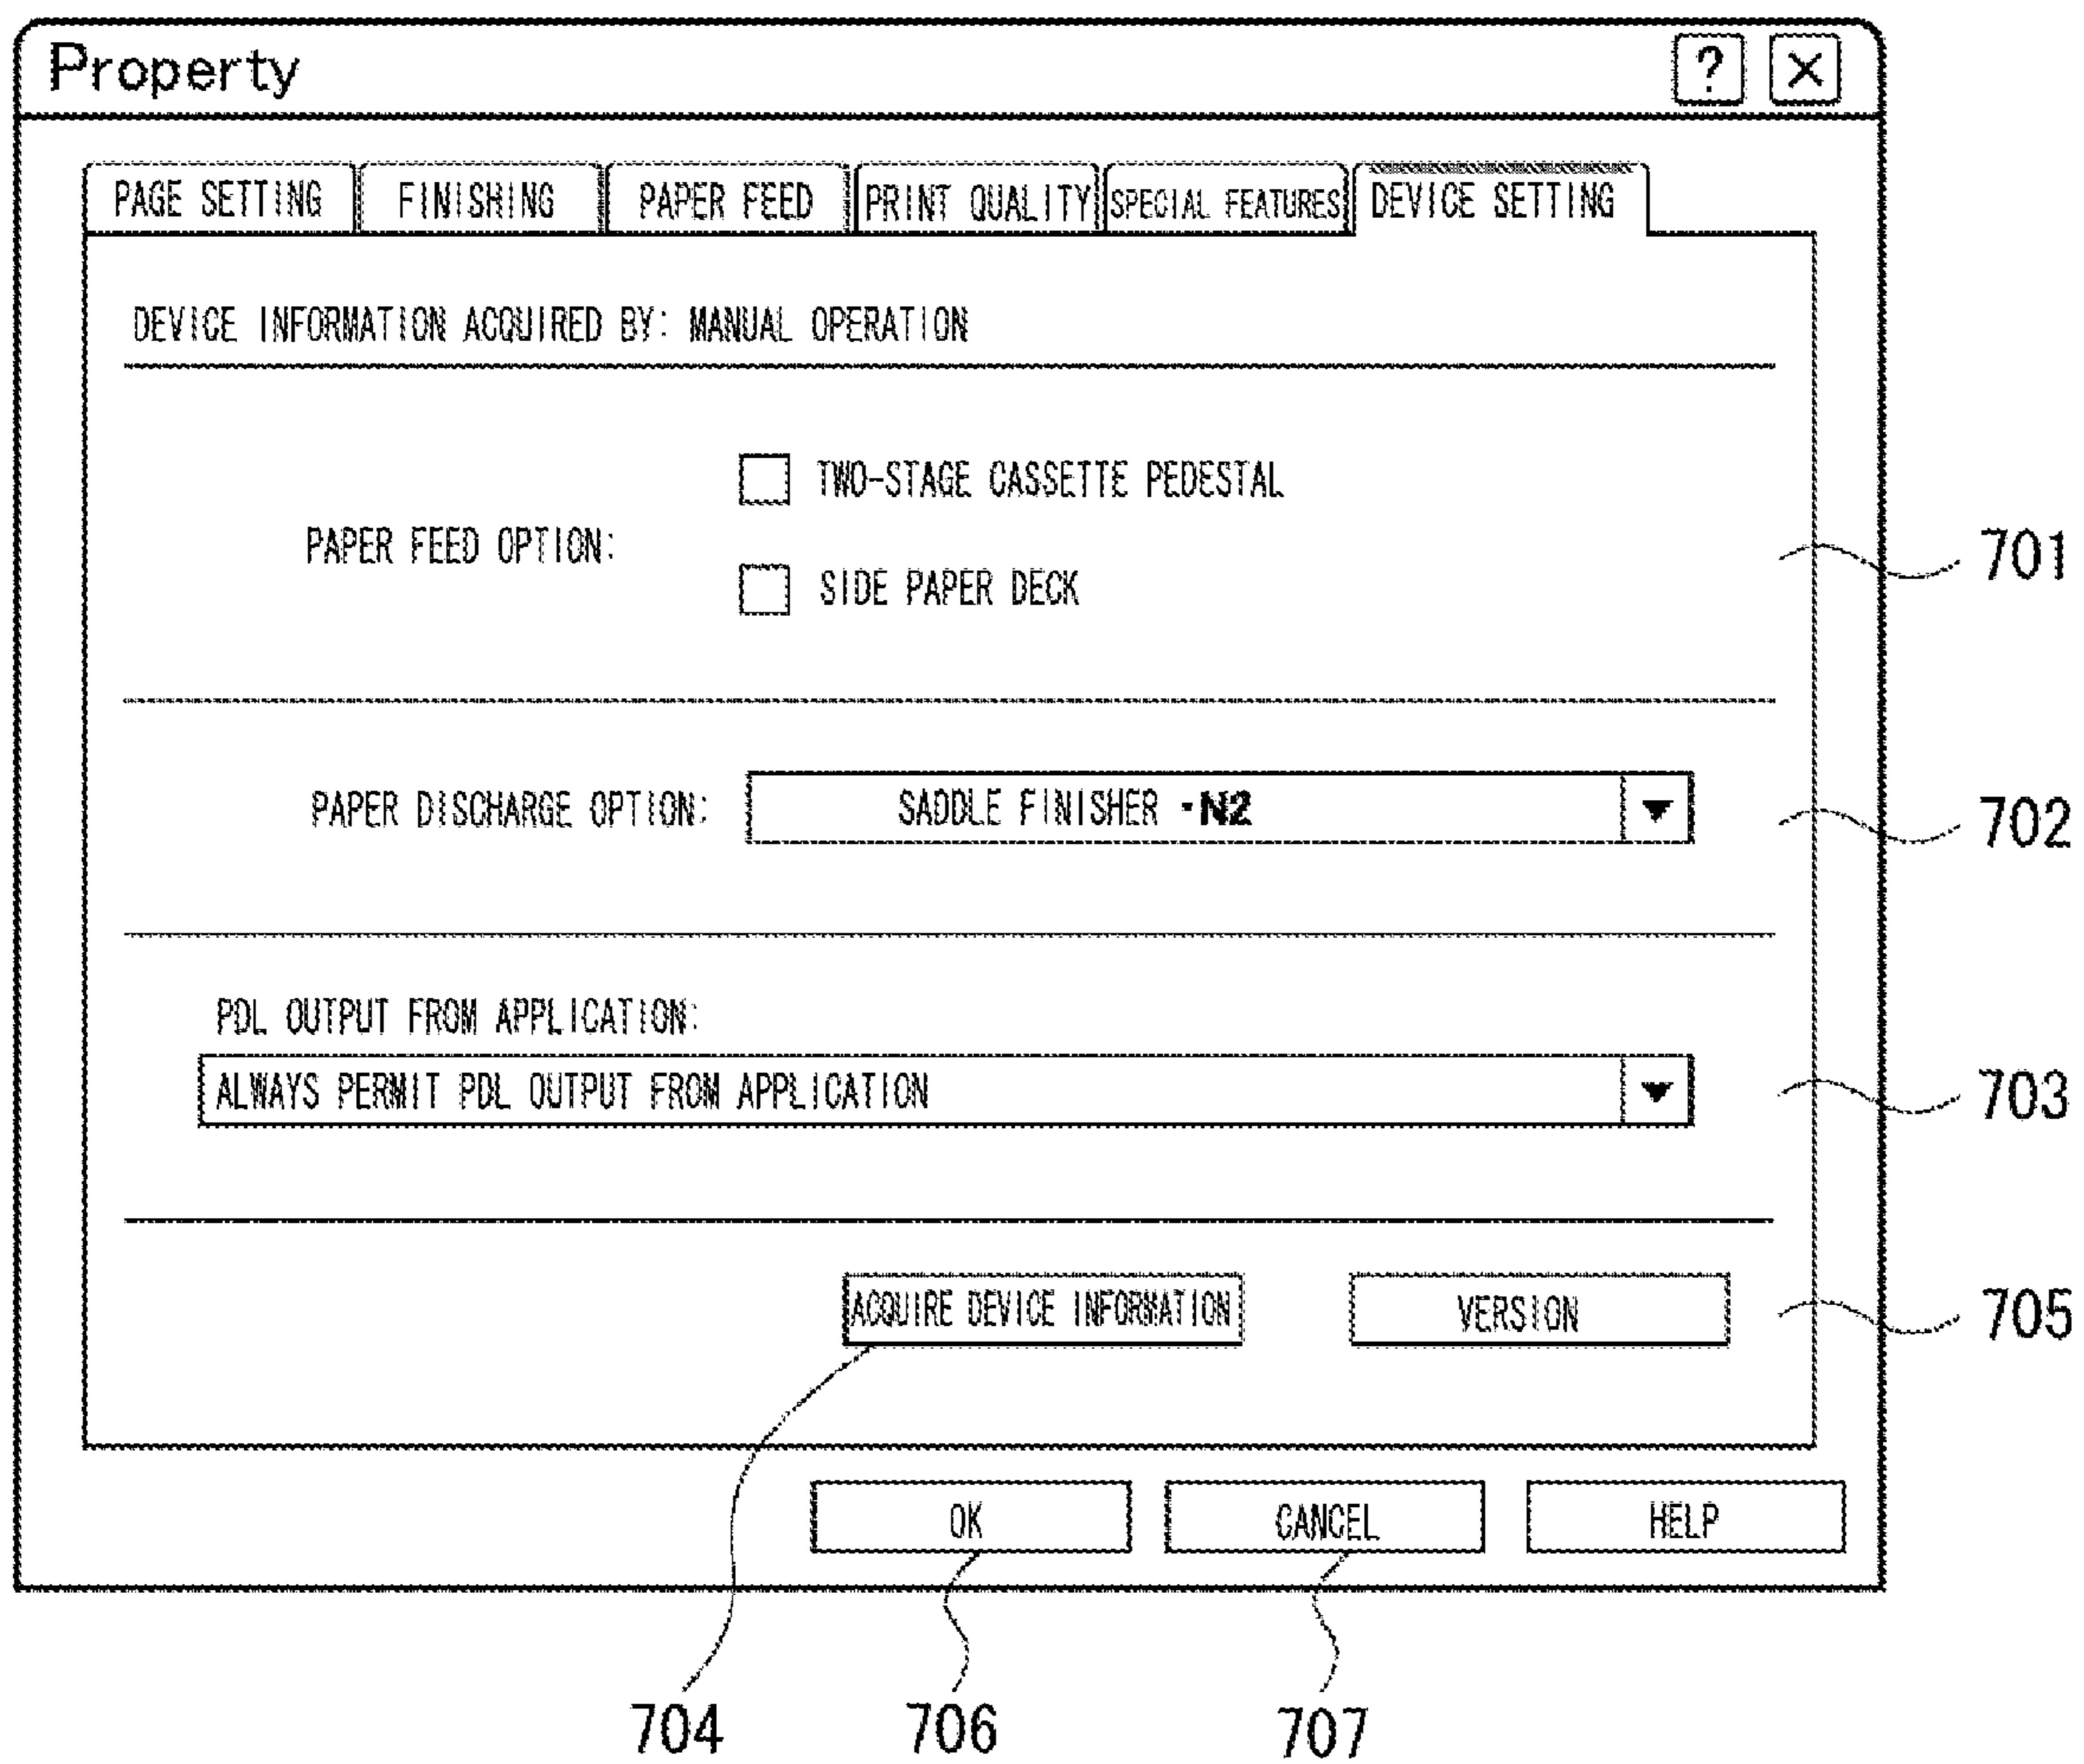 Property ? ×
PAGE SETTING FINISHING PAPER FEED PRINT QUALITY SPECIAL FEATURES DEVICE SETTING
DEVICE INFORMATION ACQUIRED BY: MANUAL OPERATION
TWO-STAGE CASSETTE PEDESTAL
PAPER FEED OPTION:
701
SIDE PAPER DECK
PAPER DISCHARGE OPTION: SADDLE FINISHER -N2 ▼
702
PDL OUTPUT FROM APPLICATION:
ALWAYS PERMIT PDL OUTPUT FROM APPLICATION ▼
703
ACQUIRE DEVICE INFORMATION VERSION
705
OK CANCEL HELP
704 706 707